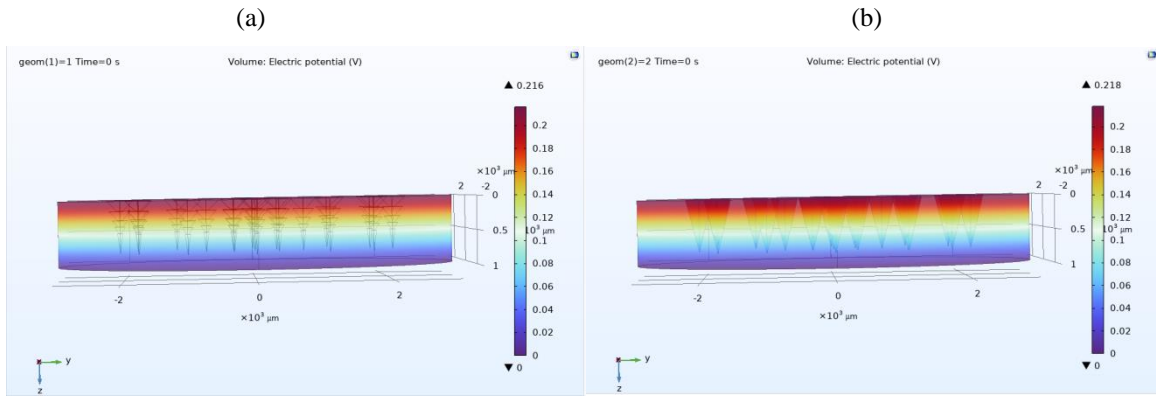 (a)
(b)
geom(1)=1 Time=0 s
Volume: Electric potential (V)
▲ 0.216
0.2
0.18
0.16
0.14
0.12
0.1
0.08
0.06
0.04
0.02
0
▼ 0
×10³ μm
2
-2
0
0.5
1
10³ μm
-2
0
2
×10³ μm
y
z
geom(2)=2 Time=0 s
Volume: Electric potential (V)
▲ 0.218
0.2
0.18
0.16
0.14
0.12
0.1
0.08
0.06
0.04
0.02
0
▼ 0
×10³ μm
2
-2
0
0.5
1
10³ μm
-2
0
2
×10³ μm
y
z